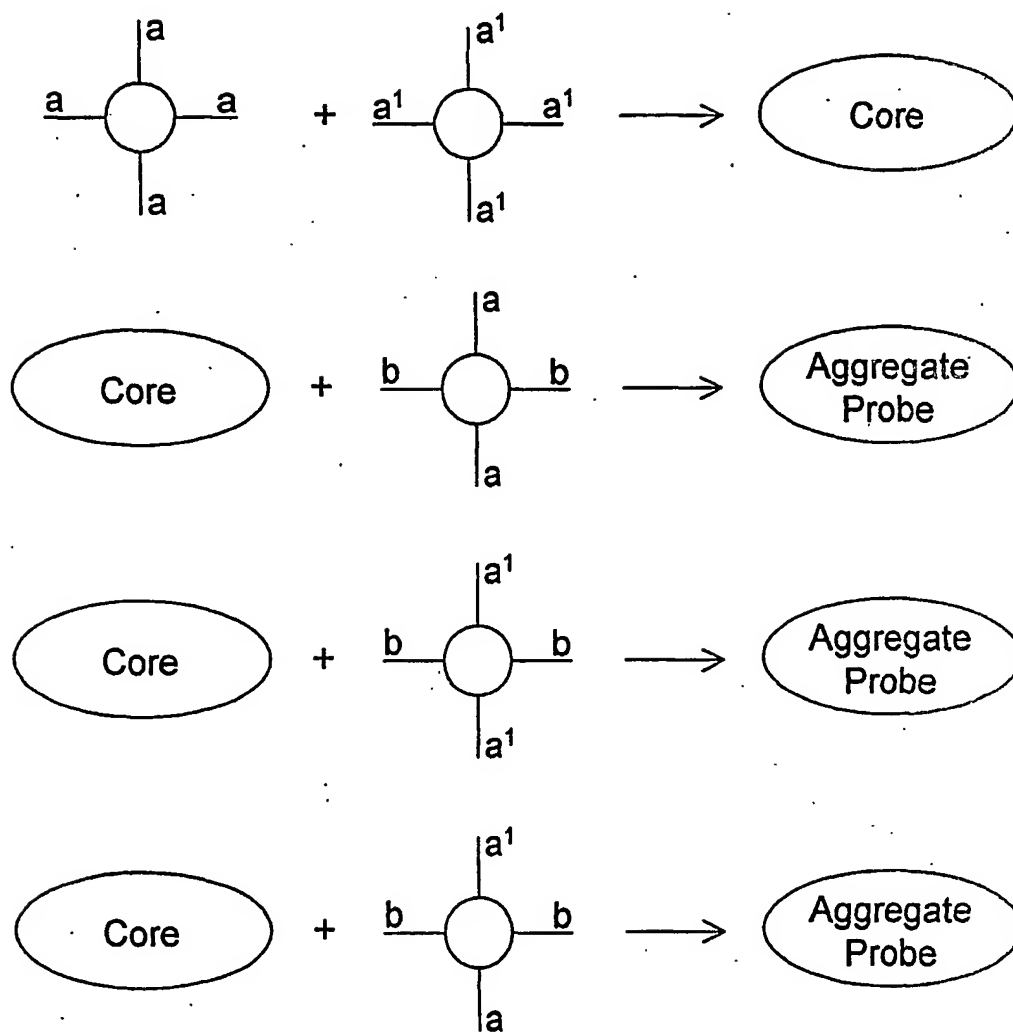 a a¹
a a + a¹ a¹ Core
a a¹
a
Core + b b Aggregate
Probe
a
a¹
Core + b b Aggregate
Probe
a¹
a¹
Core + b b Aggregate
Probe
a